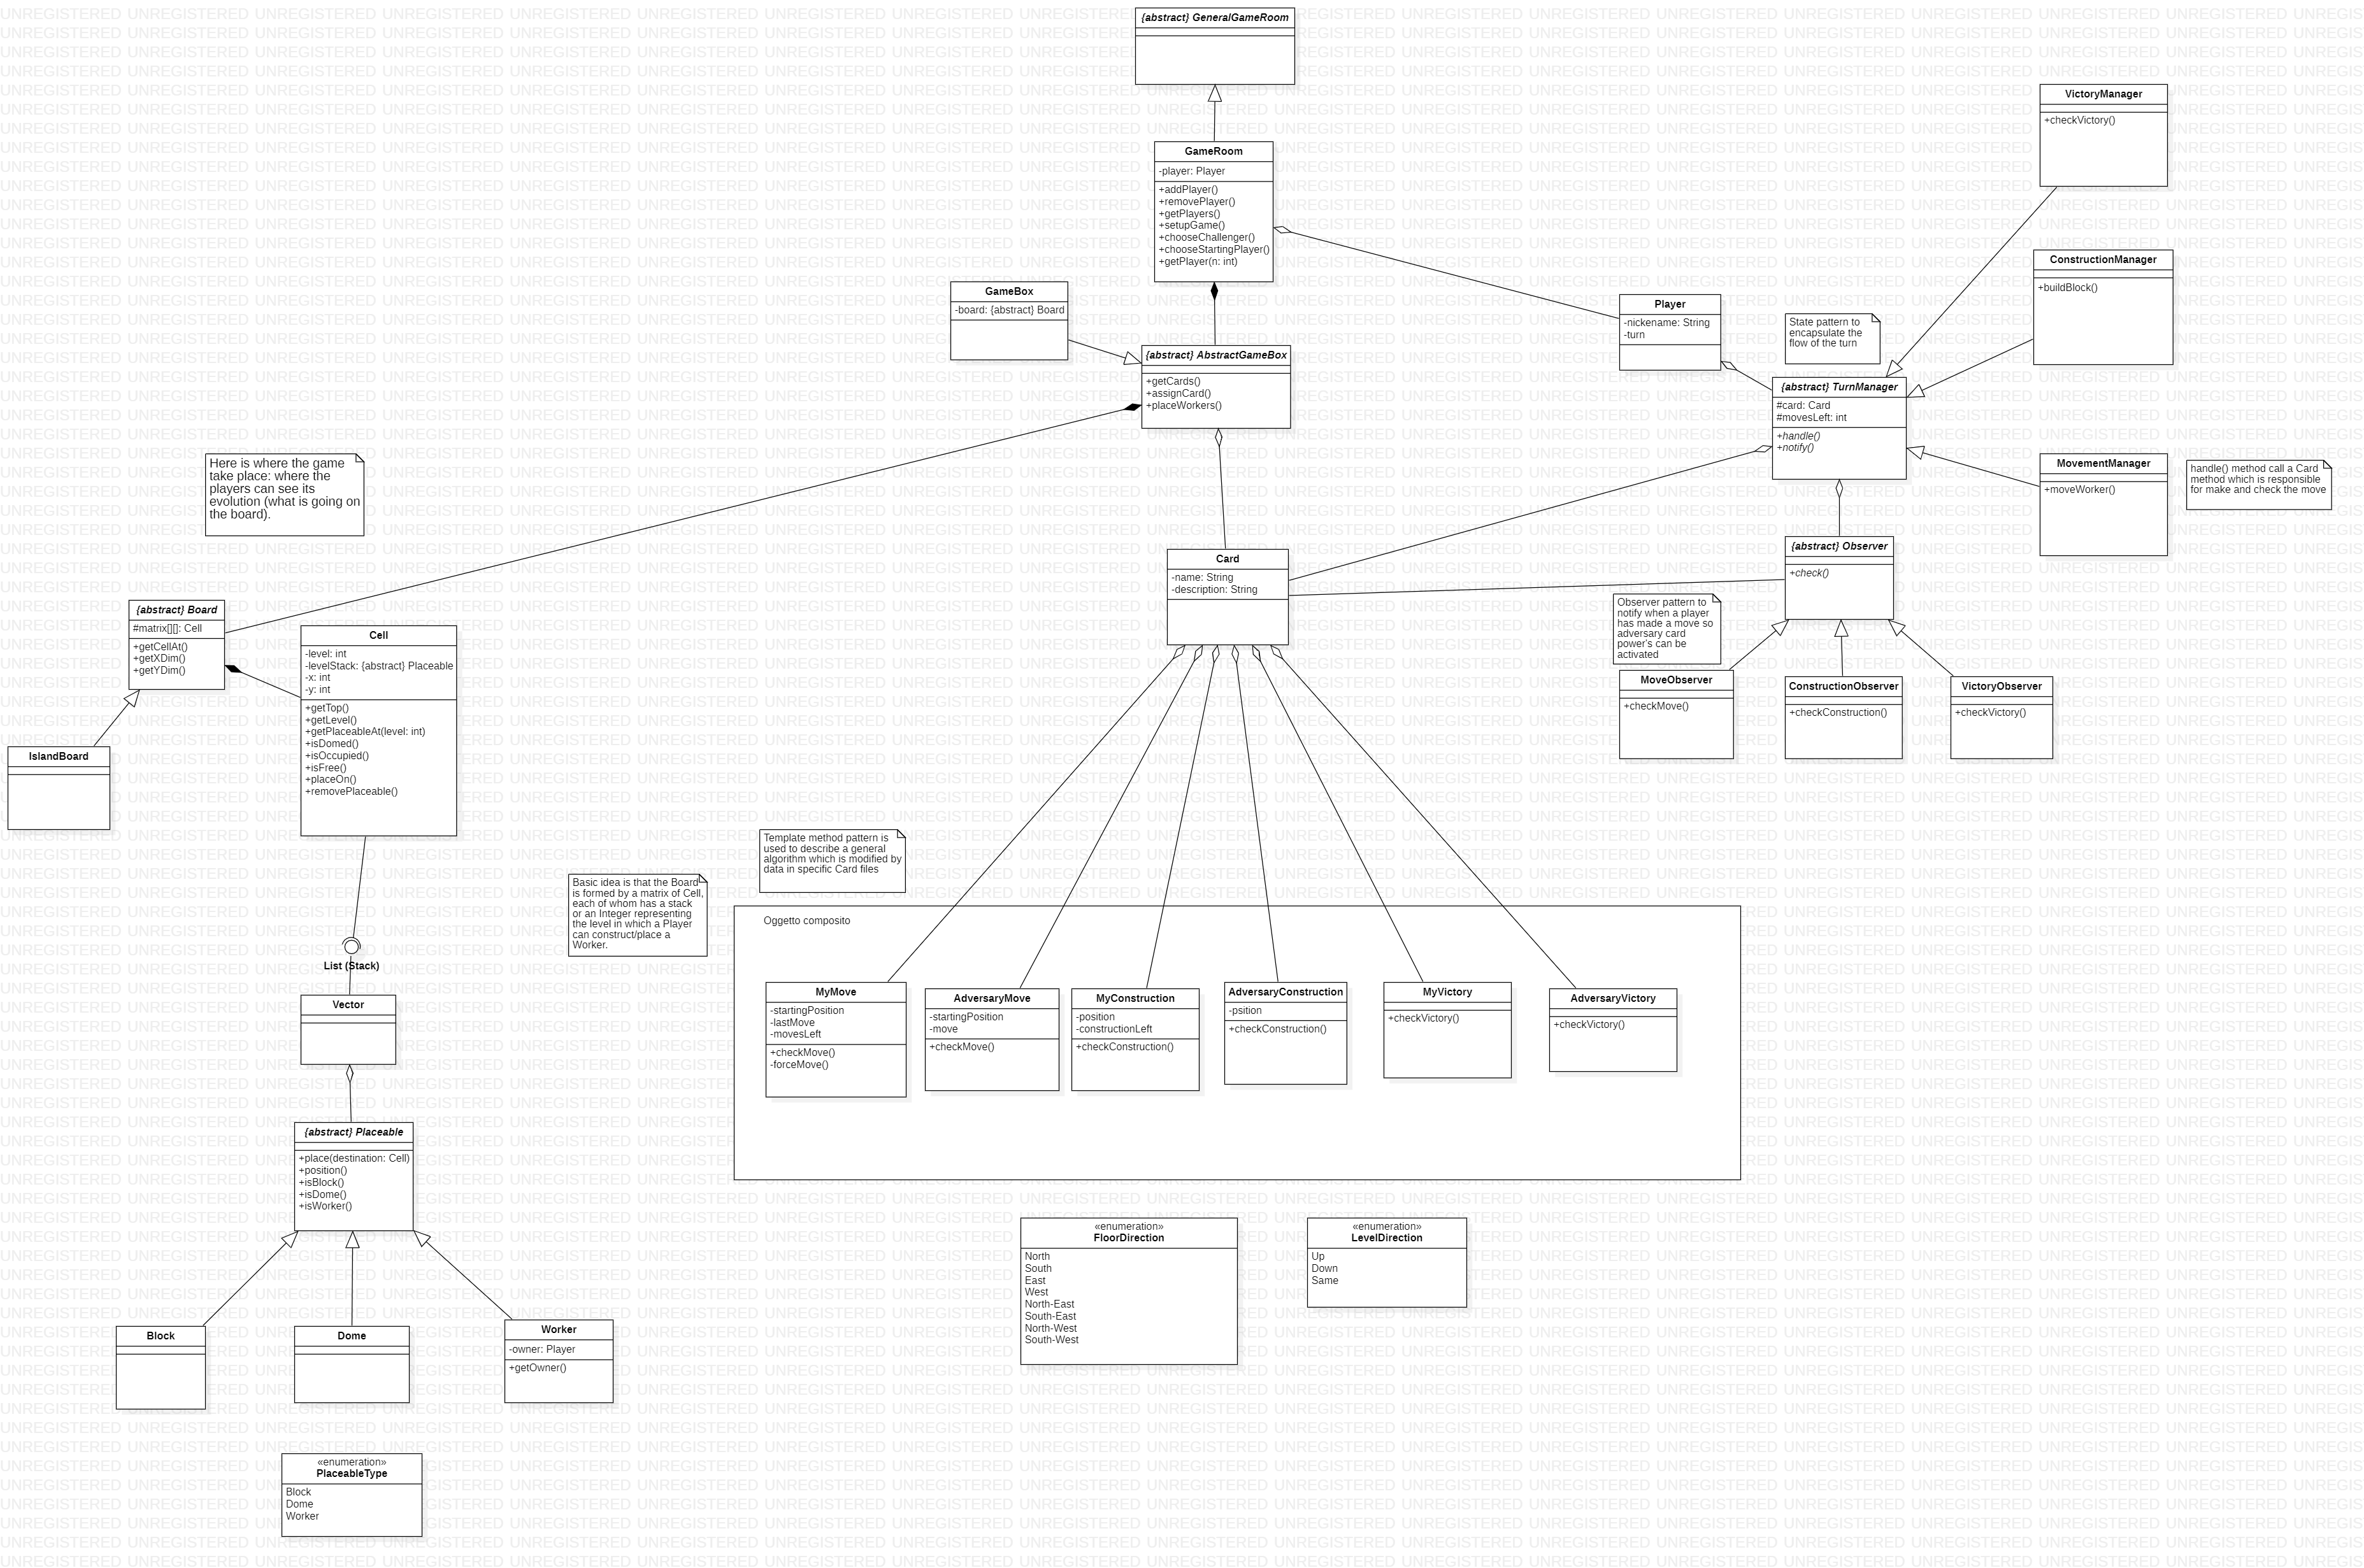 {abstract} GeneralGameRoom
GameRoom
-player: Player
+addPlayer()
+removePlayer()
+getPlayers()
+setupGame()
+chooseChallenger()
+chooseStartingPlayer()
+getPlayer(n: int)
VictoryManager
+checkVictory()
ConstructionManager
+buildBlock()
GameBox
-board: {abstract} Board
Player
-nickename: String
-turn
State pattern to
encapsulate the
flow of the turn
{abstract} AbstractGameBox
+getCards()
+assignCard()
+placeWorkers()
{abstract} TurnManager
#card: Card
#movesLeft: int
+handle()
+notify()
MovementManager
+moveWorker()
handle() method call a Card
method which is responsible
for make and check the move
Here is where the game
take place: where the
players can see its
evolution (what is going on
the board).
Card
-name: String
-description: String
{abstract} Observer
+check()
Observer pattern to
notify when a player
has made a move so
adversary card
power's can be
activated
{abstract} Board
#matrix[][]: Cell
+getCellAt()
+getXDim()
+getYDim()
Cell
-level: int
-levelStack: {abstract} Placeable
-x: int
-y: int
+getTop()
+getLevel()
+getPlaceableAt(level: int)
+isDomed()
+isOccupied()
+isFree()
+placeOn()
+removePlaceable()
MoveObserver
+checkMove()
ConstructionObserver
+checkConstruction()
VictoryObserver
+checkVictory()
IslandBoard
Template method pattern is
used to describe a general
algorithm which is modified by
data in specific Card files
Basic idea is that the Board
is formed by a matrix of Cell,
each of whom has a stack
or an Integer representing
the level in which a Player
can construct/place a
Worker.
Oggetto composito
List (Stack)
Vector
MyMove
-startingPosition
-lastMove
-movesLeft
+checkMove()
-forceMove()
AdversaryMove
-startingPosition
-move
+checkMove()
MyConstruction
-position
-constructionLeft
+checkConstruction()
AdversaryConstruction
-psition
+checkConstruction()
MyVictory
+checkVictory()
AdversaryVictory
+checkVictory()
{abstract} Placeable
+place(destination: Cell)
+position()
+isBlock()
+isDome()
+isWorker()
«enumeration»
FloorDirection
North
South
East
West
North-East
South-East
North-West
South-West
«enumeration»
LevelDirection
Up
Down
Same
Block
Dome
Worker
-owner: Player
+getOwner()
«enumeration»
PlaceableType
Block
Dome
Worker